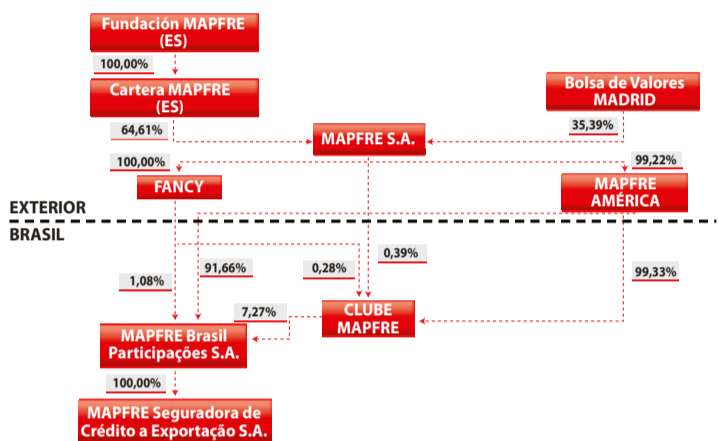 Fundación MAPFRE
(ES)
100,00%
Cartera MAPFRE
(ES)
Bolsa de Valores
MADRID
64,61%
35,39%
MAPFRE S.A.
100,00%
99,22%
FANCY
MAPFRE
AMÉRICA
EXTERIOR
BRASIL
1,08%
91,66%
0,28%
0,39%
99,33%
7,27%
CLUBE
MAPFRE
MAPFRE Brasil
Participações S.A.
100,00%
MAPFRE Seguradora de
Crédito a Exportação S.A.